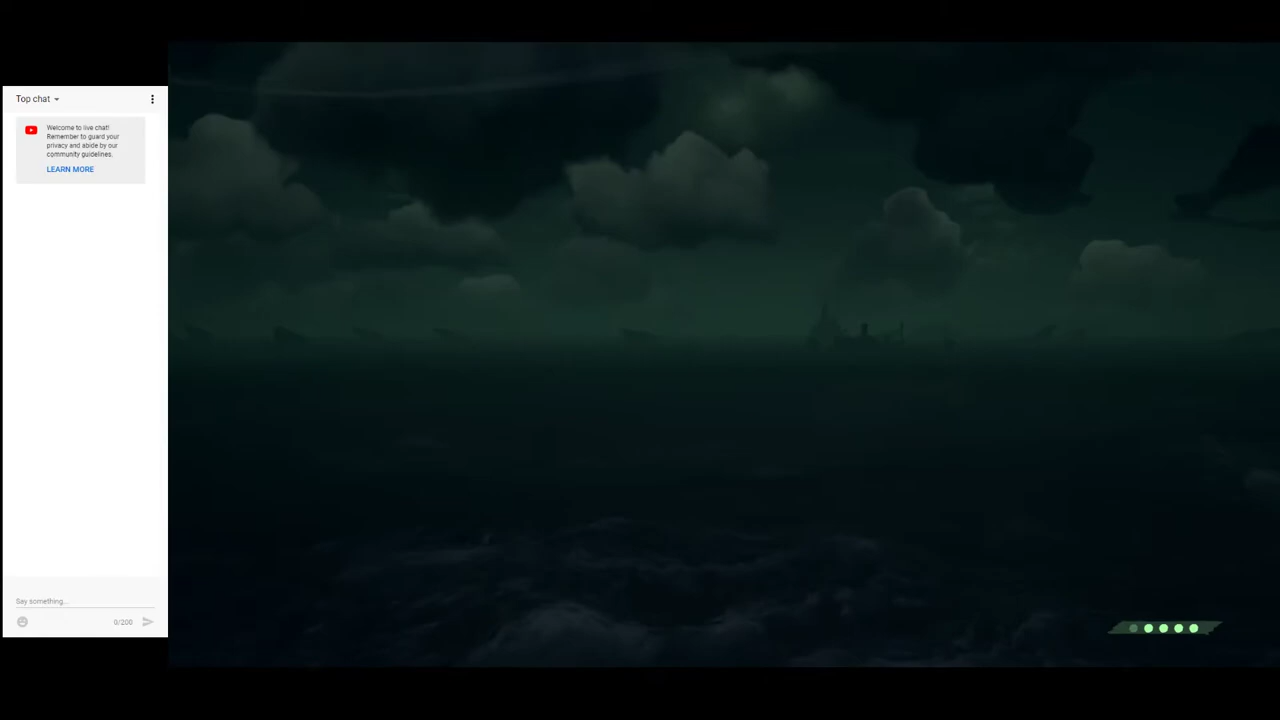 Top chat
Welcome to live chat!
Remember to guard your
privacy and abide by our
community guidelines.
LEARN MORE
Say something...
0/200